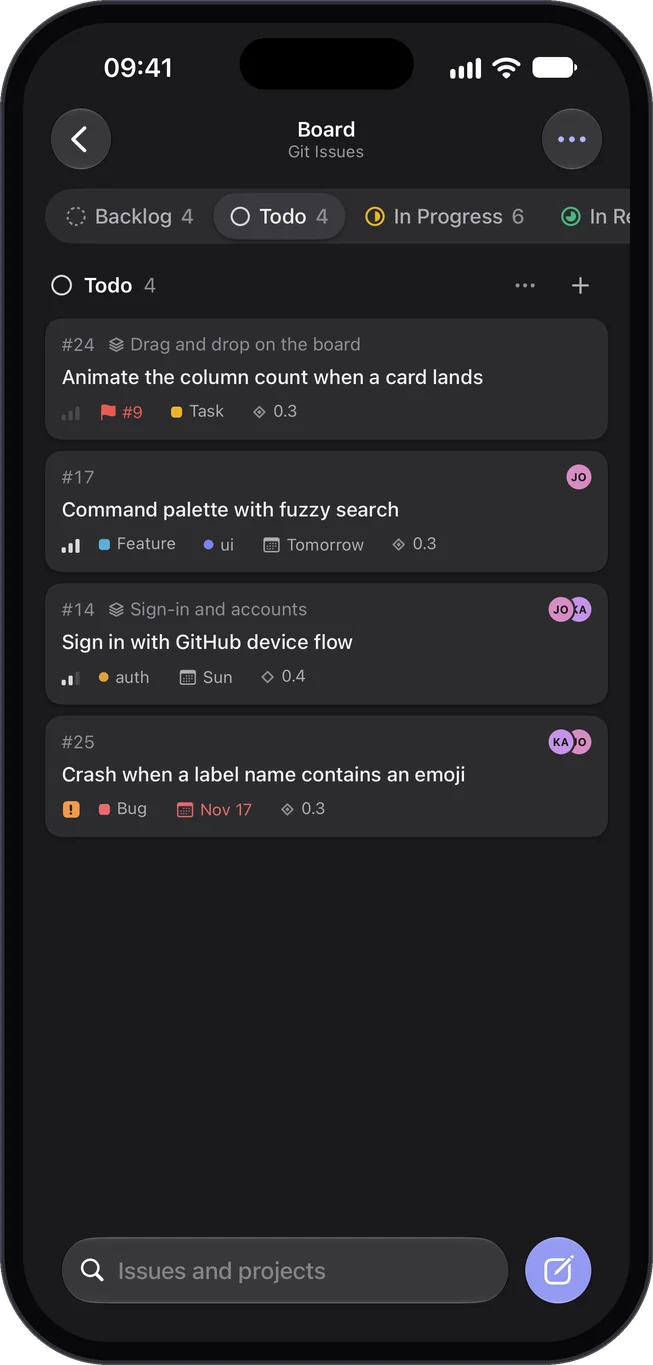 09:41
Board
Git Issues
Backlog 4 Todo 4 In Progress 6 In Re
Todo 4
#24 Drag and drop on the board
Animate the column count when a card lands
#9 Task 0.3
#17 JO
Command palette with fuzzy search
Feature ui Tomorrow 0.3
#14 Sign-in and accounts JO KA
Sign in with GitHub device flow
auth Sun 0.4
#25 KA JO
Crash when a label name contains an emoji
! Bug Nov 17 0.3
Issues and projects